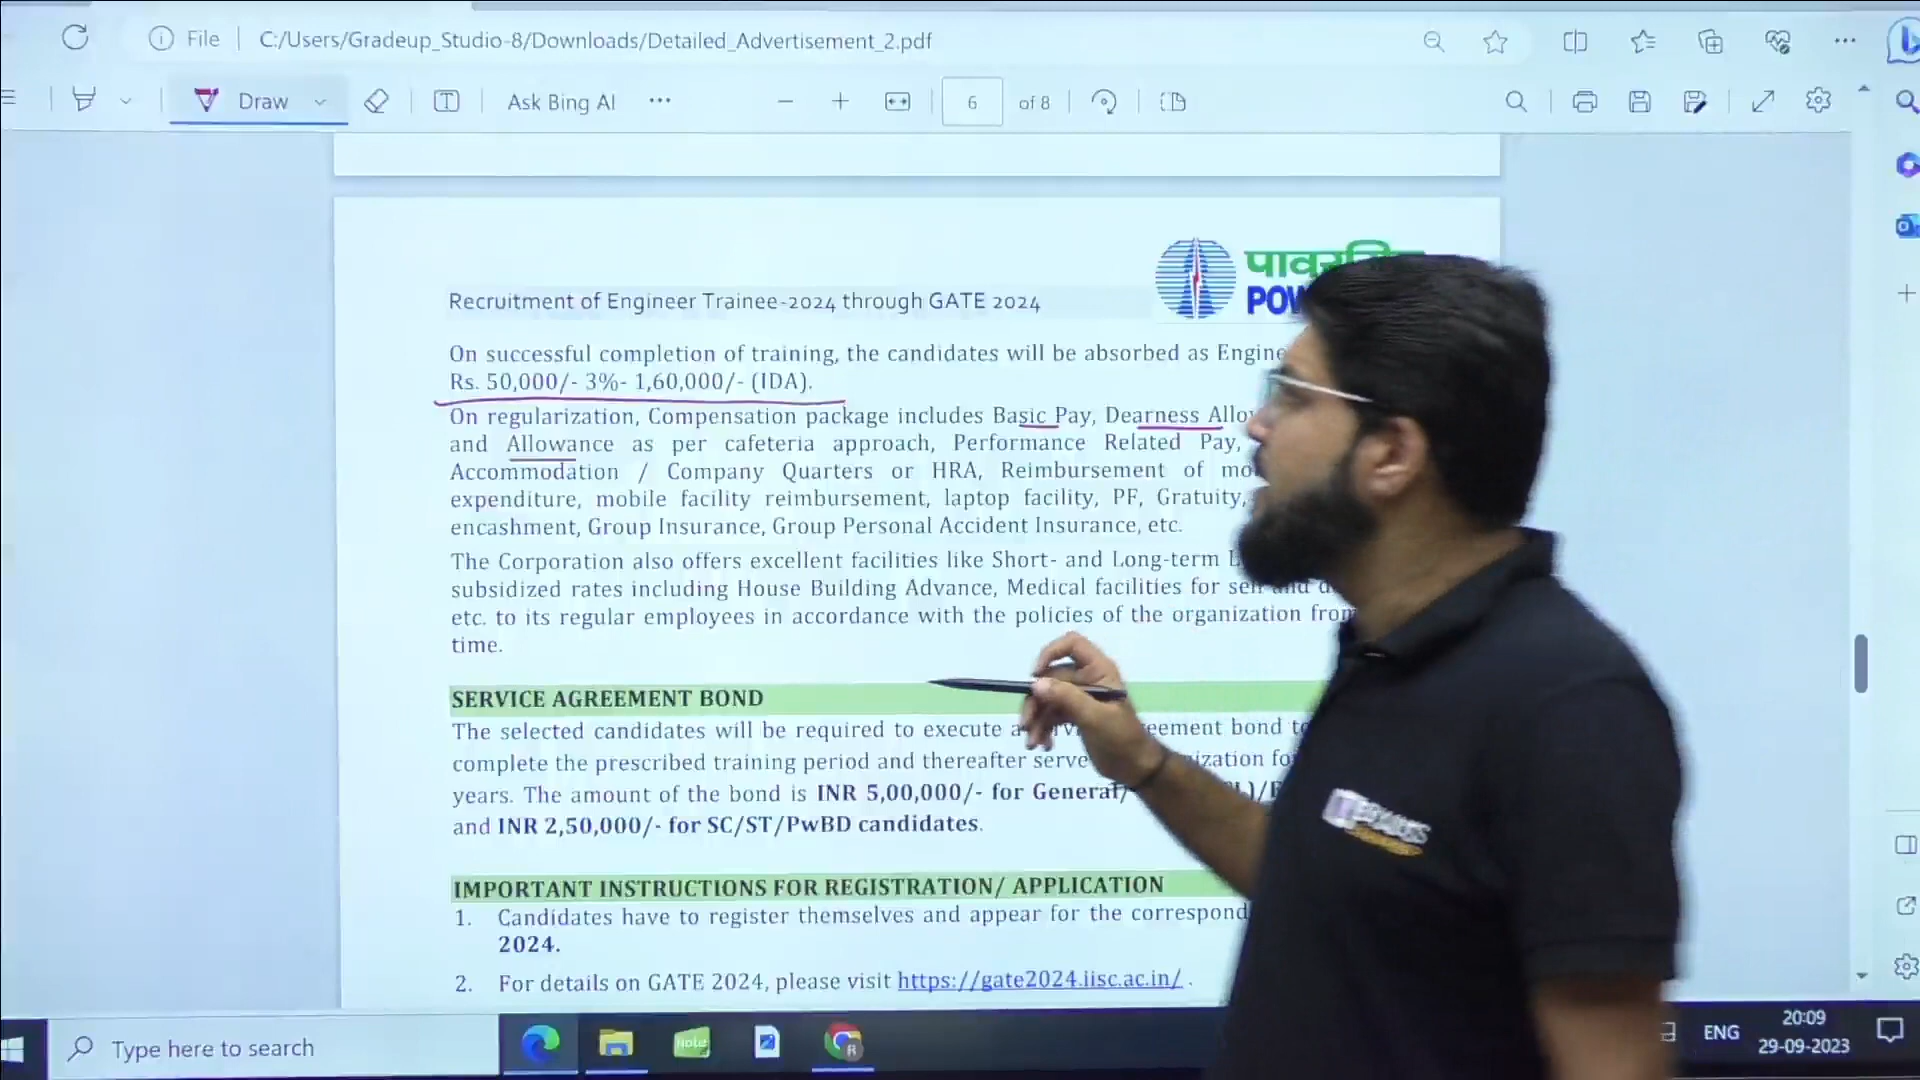 File
C:/Users/Gradeup_Studio-8/Downloads/Detailed_Advertisement_2.pdf
Draw
Ask Bing AI
6
of 8
Recruitment of Engineer Trainee-2024 through GATE 2024
On successful completion of training, the candidates will be absorbed as
Rs. 50,000/- 3%- 1,60,000/- (IDA).
On regularization, Compensation package includes Basic Pay, Dearness
and Allowance as per cafeteria approach, Performance Related Pay,
Accommodation / Company Quarters or HRA, Reimbursement of
expenditure, mobile facility reimbursement, laptop facility, PF, Gratuity,
encashment, Group Insurance, Group Personal Accident Insurance, etc.
The Corporation also offers excellent facilities like Short- and Long-term
subsidized rates including House Building Advance, Medical facilities for
etc. to its regular employees in accordance with the policies of the organization from
time.
SERVICE AGREEMENT BOND
The selected candidates will be required to execute a bond
complete the prescribed training period and thereafter serve
years. The amount of the bond is INR 5,00,000/- for General/
and INR 2,50,000/- for SC/ST/PwBD candidates.
IMPORTANT INSTRUCTIONS FOR REGISTRATION/ APPLICATION
1. Candidates have to register themselves and appear for the
2024.
2. For details on GATE 2024, please visit https://gate2024.iisc.ac.in/ .
Type here to search
note
ENG
20:09
29-09-2023